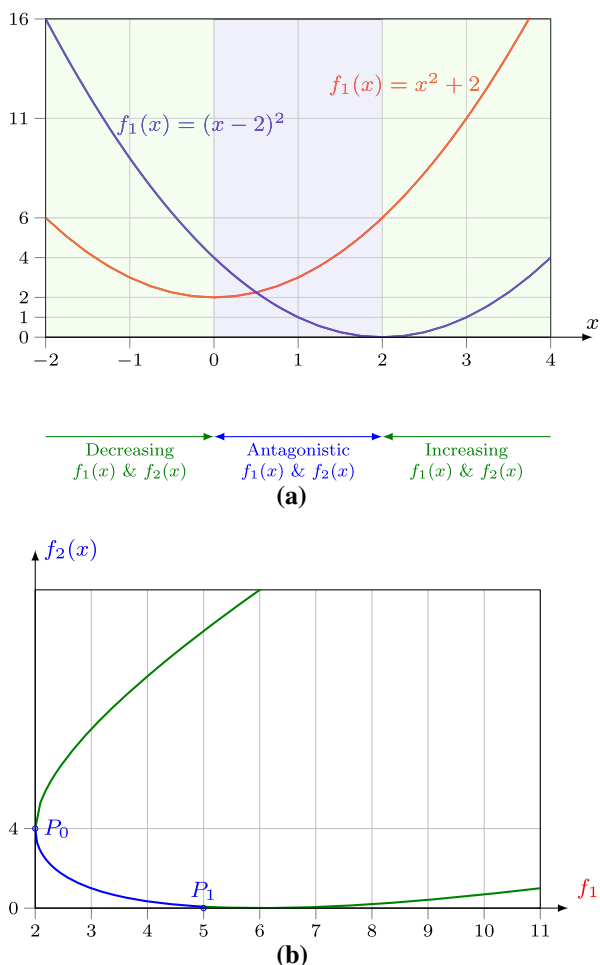 16
f₁(x) = x² + 2
11
f₁(x) = (x − 2)²
6
4
2
1
0
x
−2 −1 0 1 2 3 4
Decreasing Antagonistic Increasing
f₁(x) & f₂(x) f₁(x) & f₂(x) f₁(x) & f₂(x)
(a)
f₂(x)
4 P₀
P₁
f₁
0
2 3 4 5 6 7 8 9 10 11
(b)